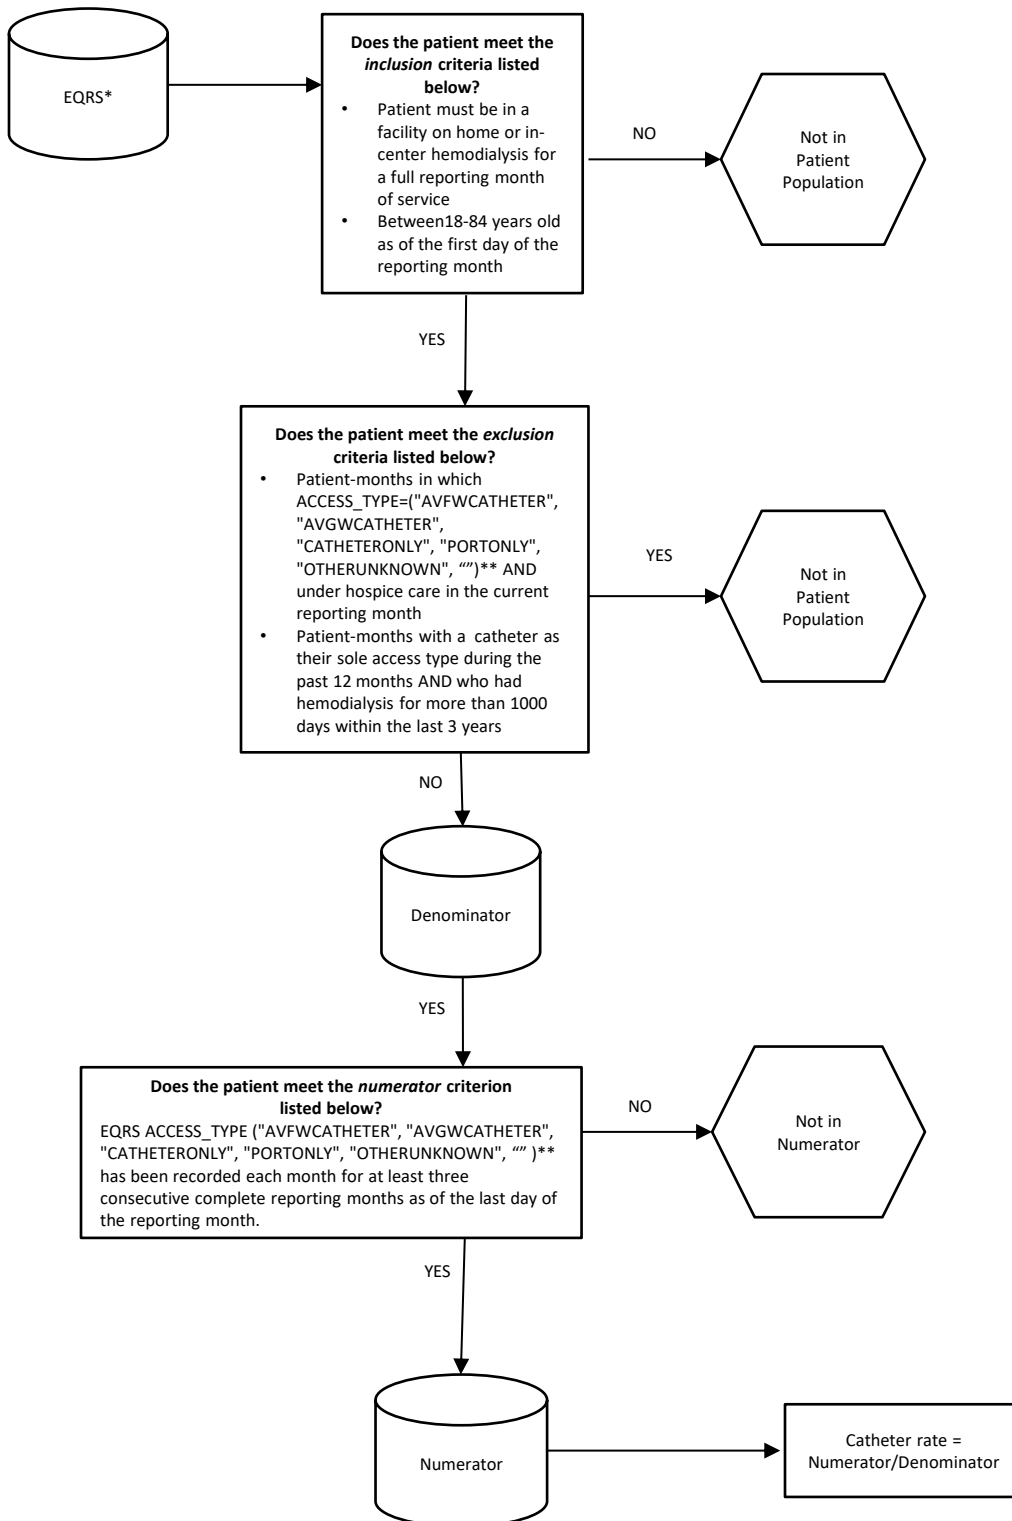 EQRS*
Does the patient meet the
inclusion criteria listed
below?
• Patient must be in a
facility on home or in-
center hemodialysis for
a full reporting month
of service
• Between18-84 years old
as of the first day of the
reporting month
NO
Not in
Patient
Population
YES
Does the patient meet the exclusion
criteria listed below?
• Patient-months in which
ACCESS_TYPE=("AVFWCATHETER",
"AVGWCATHETER",
"CATHETERONLY", "PORTONLY",
"OTHERUNKNOWN", “”)** AND
under hospice care in the current
reporting month
• Patient-months with a catheter as
their sole access type during the
past 12 months AND who had
hemodialysis for more than 1000
days within the last 3 years
YES
Not in
Patient
Population
NO
Denominator
YES
Does the patient meet the numerator criterion
listed below?
EQRS ACCESS_TYPE ("AVFWCATHETER", "AVGWCATHETER",
"CATHETERONLY", "PORTONLY", "OTHERUNKNOWN", “” )**
has been recorded each month for at least three
consecutive complete reporting months as of the last day of
the reporting month.
NO
Not in
Numerator
YES
Numerator
Catheter rate =
Numerator/Denominator